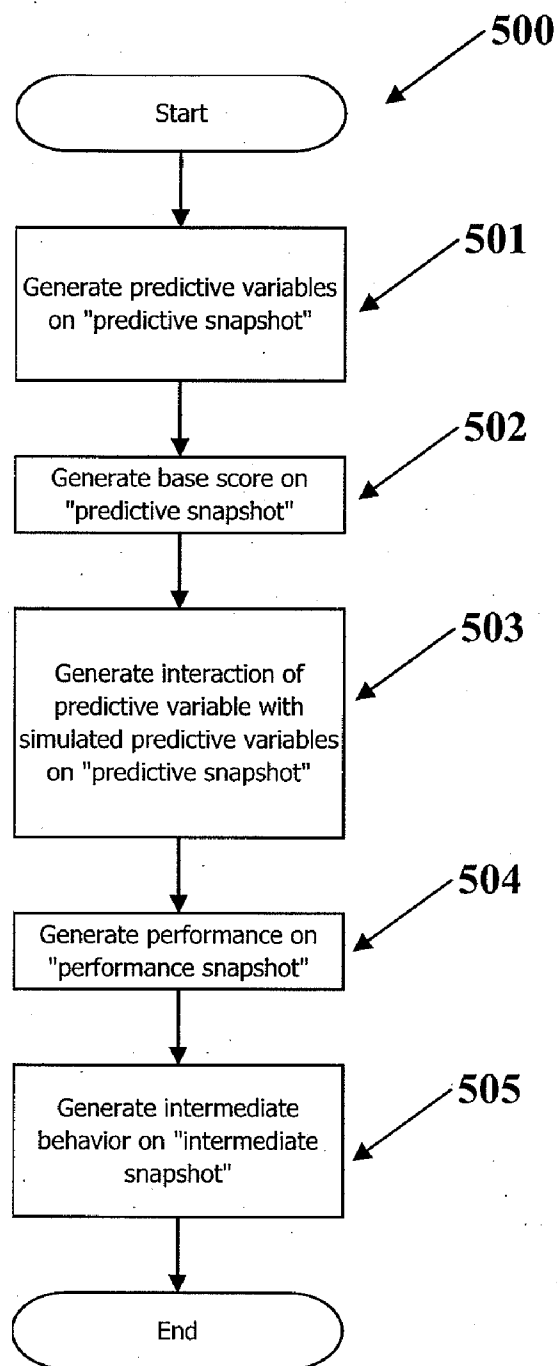 500
Start
501
Generate predictive variables
on "predictive snapshot"
502
Generate base score on
"predictive snapshot"
503
Generate interaction of
predictive variable with
simulated predictive variables
on "predictive snapshot"
504
Generate performance on
"performance snapshot"
505
Generate intermediate
behavior on "intermediate
snapshot"
End